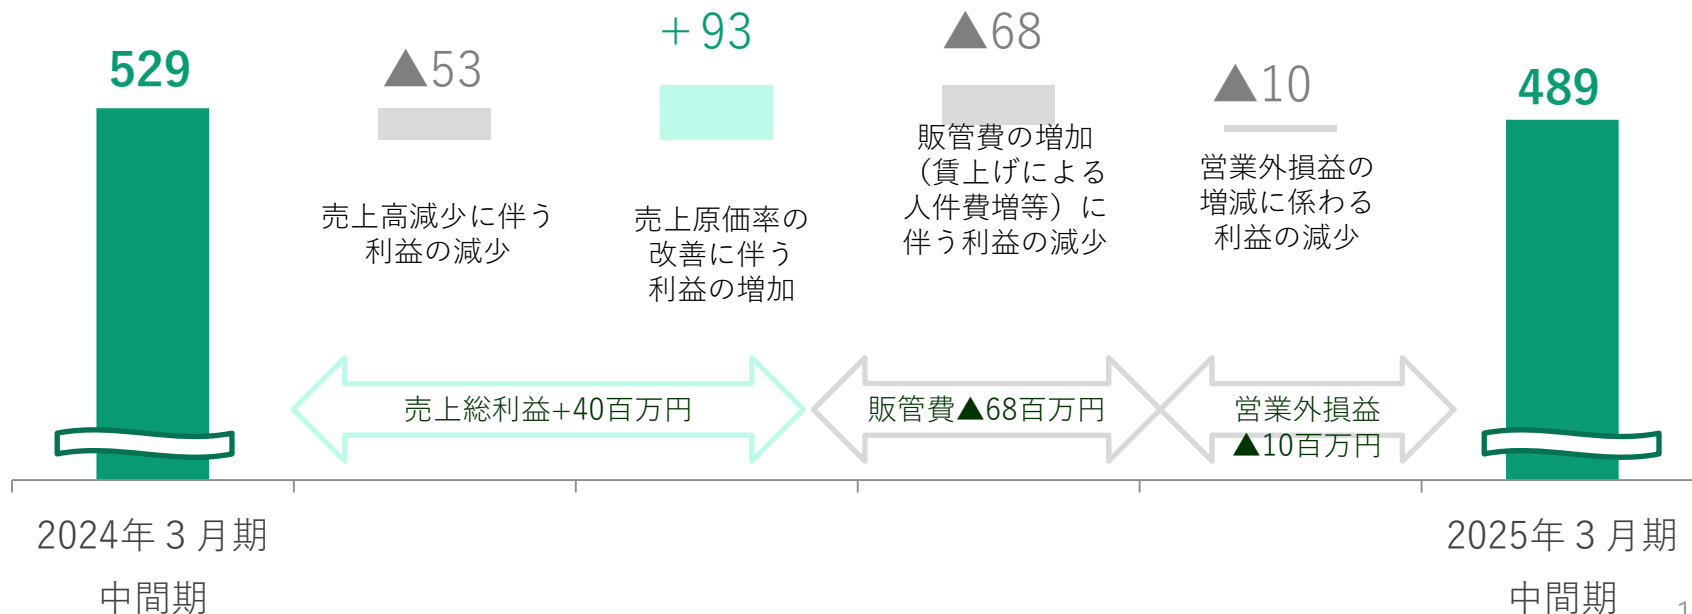 529
▲53
＋93
▲68
▲10
489
売上高減少に伴う
利益の減少
売上原価率の
改善に伴う
利益の増加
販管費の増加
（賃上げによる
人件費増等）に
伴う利益の減少
営業外損益の
増減に係わる
利益の減少
売上総利益+40百万円
販管費▲68百万円
営業外損益
▲10百万円
2024年３月期
中間期
2025年３月期
中間期